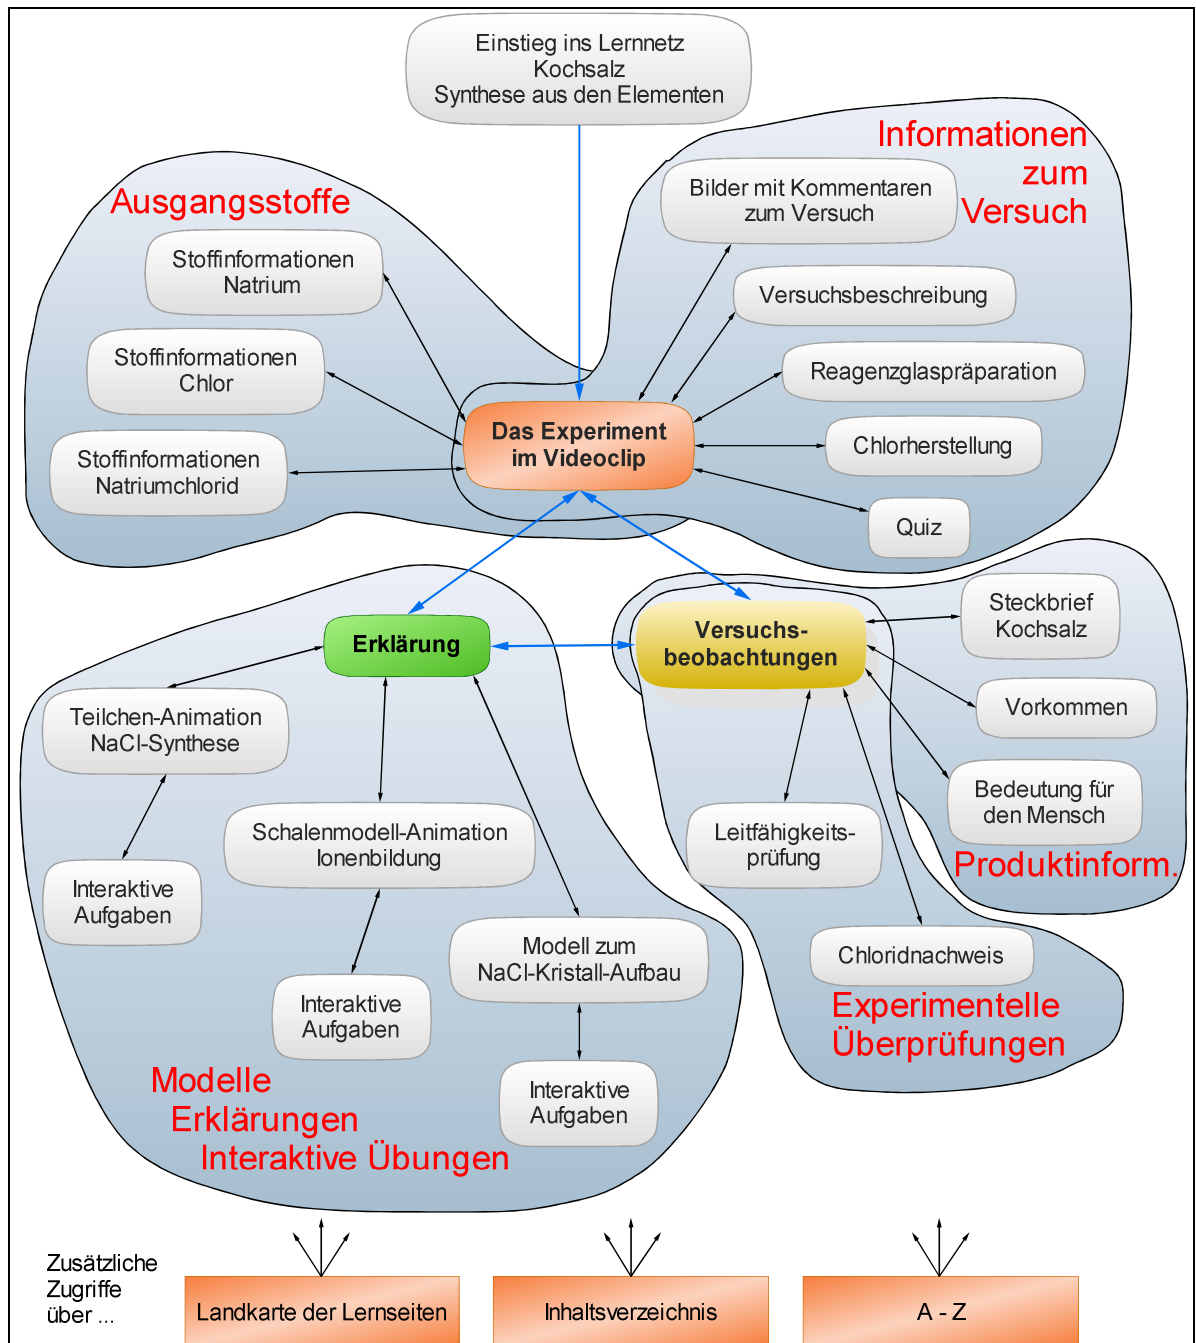 Einstieg ins Lernnetz
Kochsalz
Synthese aus den Elementen
Ausgangsstoffe
Stoffinformationen
Natrium
Stoffinformationen
Chlor
Stoffinformationen
Natriumchlorid
Informationen
zum
Versuch
Bilder mit Kommentaren
zum Versuch
Versuchsbeschreibung
Reagenzglaspräparation
Chlorherstellung
Quiz
Das Experiment
im Videoclip
Erklärung
Versuchs-
beobachtungen
Steckbrief
Kochsalz
Vorkommen
Bedeutung für
den Mensch
Produktinform.
Teilchen-Animation
NaCl-Synthese
Interaktive
Aufgaben
Schalenmodell-Animation
Ionenbildung
Interaktive
Aufgaben
Modell zum
NaCl-Kristall-Aufbau
Interaktive
Aufgaben
Modelle
Erklärungen
Interaktive Übungen
Leitfähigkeits-
prüfung
Chloridnachweis
Experimentelle
Überprüfungen
Zusätzliche
Zugriffe
über ...
Landkarte der Lernseiten
Inhaltsverzeichnis
A - Z